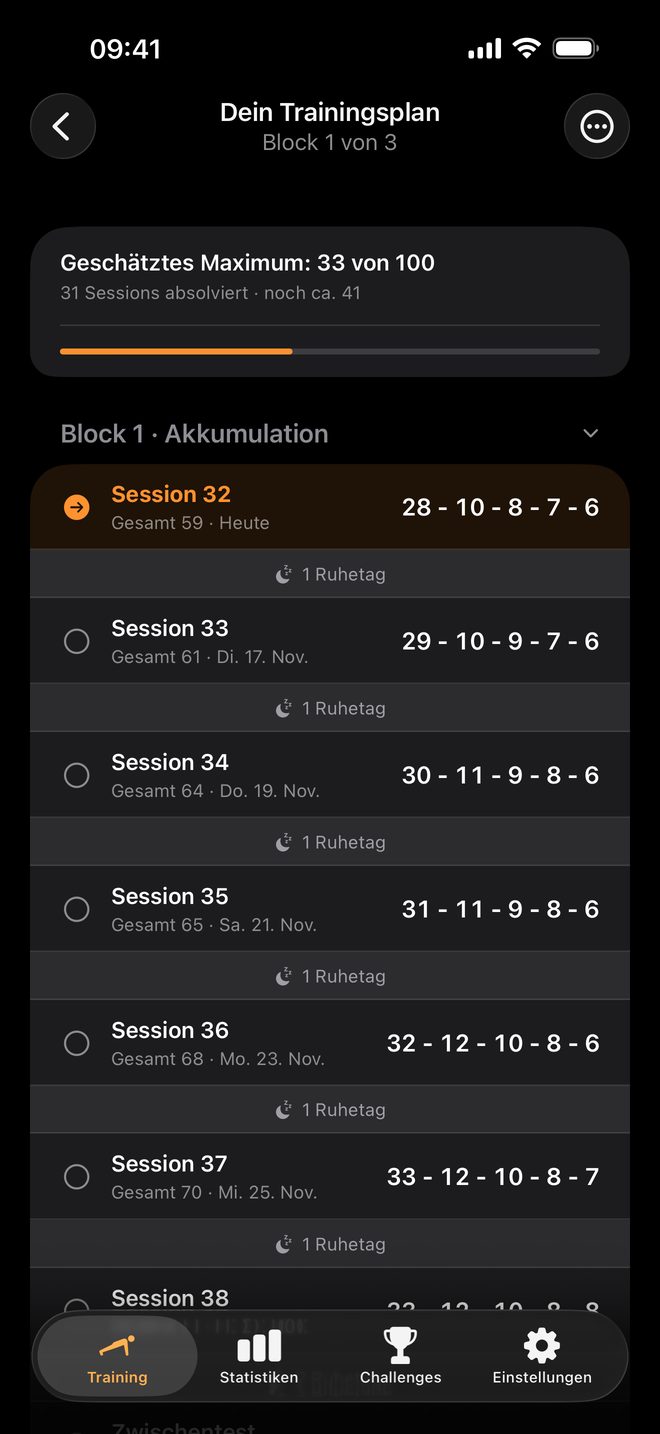 09:41
Dein Trainingsplan
Block 1 von 3
Geschätztes Maximum: 33 von 100
31 Sessions absolviert · noch ca. 41
Block 1 · Akkumulation
Session 32
28 - 10 - 8 - 7 - 6
Gesamt 59 · Heute
1 Ruhetag
Session 33
29 - 10 - 9 - 7 - 6
Gesamt 61 · Di. 17. Nov.
1 Ruhetag
Session 34
30 - 11 - 9 - 8 - 6
Gesamt 64 · Do. 19. Nov.
1 Ruhetag
Session 35
31 - 11 - 9 - 8 - 6
Gesamt 65 · Sa. 21. Nov.
1 Ruhetag
Session 36
32 - 12 - 10 - 8 - 6
Gesamt 68 · Mo. 23. Nov.
1 Ruhetag
Session 37
33 - 12 - 10 - 8 - 7
Gesamt 70 · Mi. 25. Nov.
1 Ruhetag
Session 38
Training
Statistiken
Challenges
Einstellungen
Zwischentest